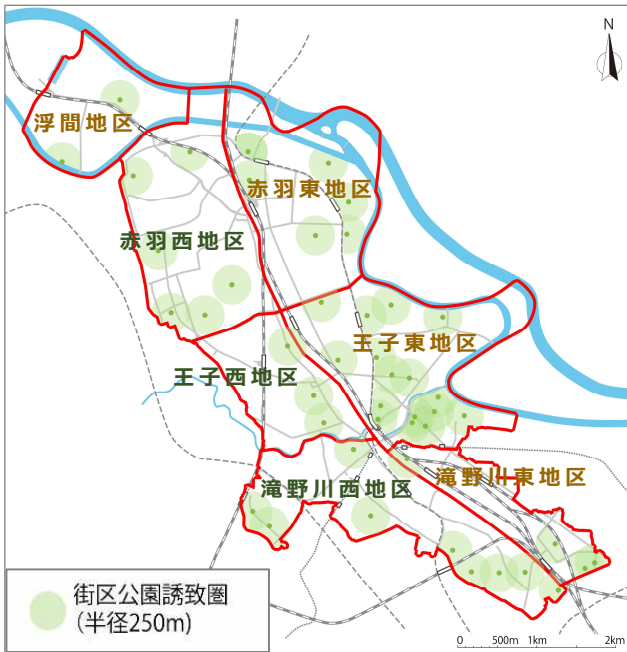 N
浮間地区
赤羽東地区
赤羽西地区
王子東地区
王子西地区
滝野川東地区
滝野川西地区
街区公園誘致圏
(半径250m)
0 500m 1km 2km